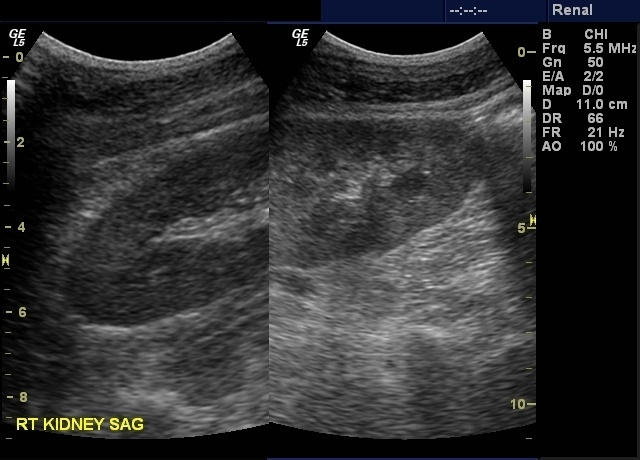 --:--:--
Renal
GE
L5
GE
L5
B CHI
Frq 5.5 MHz
Gn 50
E/A 2/2
Map D/0
D 11.0 cm
DR 66
FR 21 Hz
AO 100 %
0
2
4
6
8
0
5
10
RT KIDNEY SAG